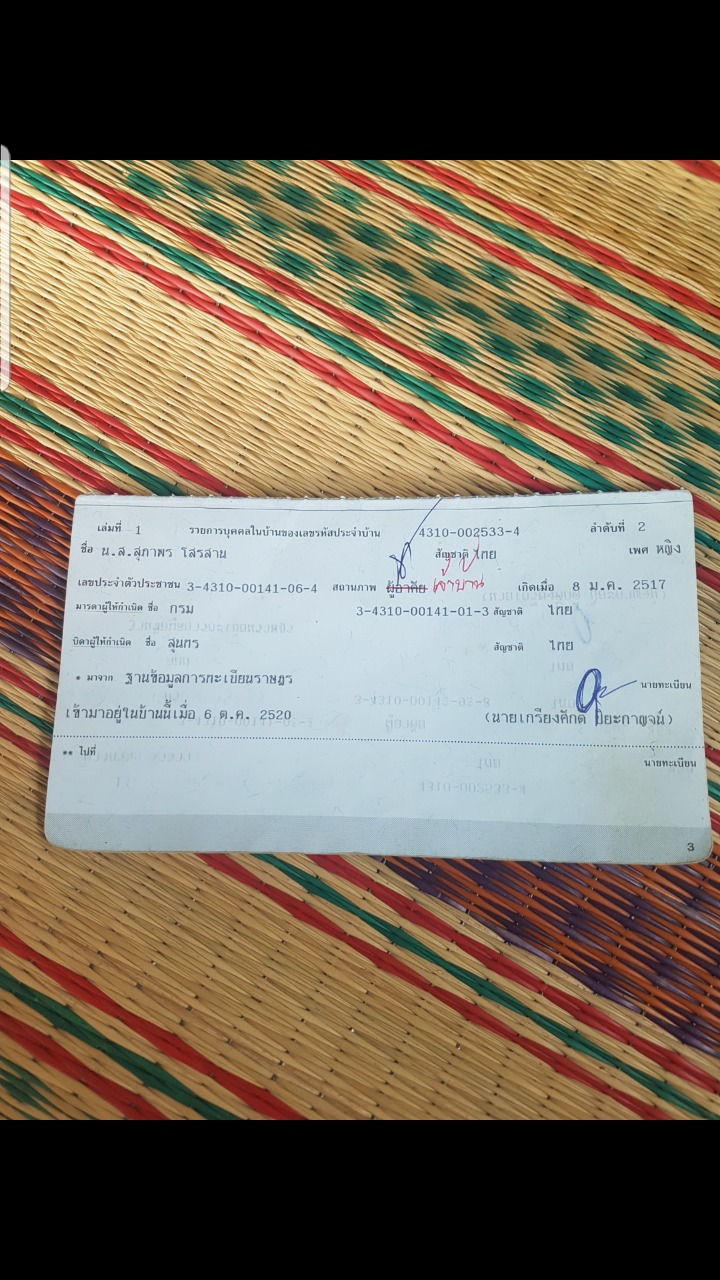 เล่มที่ 1 รายการบุคคลในบ้านของเลขรหัสประจำบ้าน 4310-002533-4 ลำดับที่ 2
ชื่อ น.ส.สุภาพร โสรสาน สัญชาติ ไทย เพศ หญิง
เลขประจำตัวประชาชน 3-4310-00141-06-4 สถานภาพ ผู้อาศัย เจ้าบ้าน เกิดเมื่อ 8 ม.ค. 2517
มารดาผู้ให้กำเนิด ชื่อ กรม 3-4310-00141-01-3 สัญชาติ ไทย
บิดาผู้ให้กำเนิด ชื่อ สุนทร สัญชาติ ไทย
* มาจาก ฐานข้อมูลการทะเบียนราษฎร นายทะเบียน
เข้ามาอยู่ในบ้านนี้เมื่อ 6 ต.ค. 2520 (นายเกรียงศักดิ์ ปิยะกาญจน์)
** ไปที่ นายทะเบียน
3